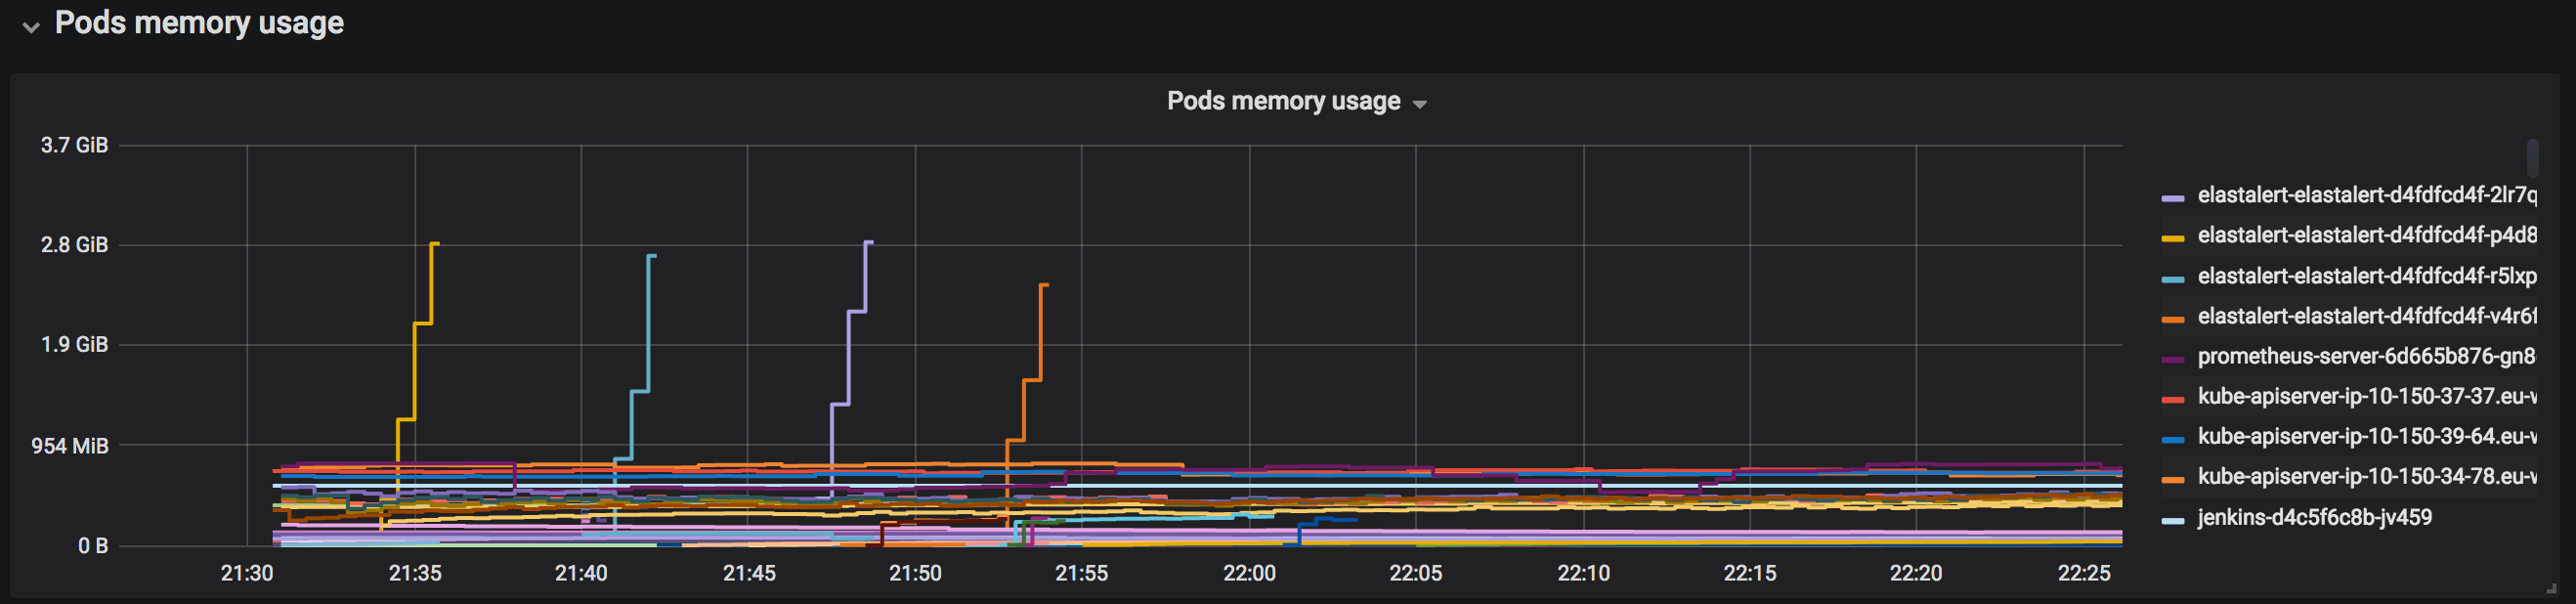 Pods memory usage
Pods memory usage
3.7 GiB
2.8 GiB
1.9 GiB
954 MiB
0 B
21:30 21:35 21:40 21:45 21:50 21:55 22:00 22:05 22:10 22:15 22:20 22:25
elastalert-elastalert-d4fdfcd4f-2lr7q
elastalert-elastalert-d4fdfcd4f-p4d8
elastalert-elastalert-d4fdfcd4f-r5lxp
elastalert-elastalert-d4fdfcd4f-v4r6f
prometheus-server-6d665b876-gn8
kube-apiserver-ip-10-150-37-37.eu-v
kube-apiserver-ip-10-150-39-64.eu-v
kube-apiserver-ip-10-150-34-78.eu-v
jenkins-d4c5f6c8b-jv459